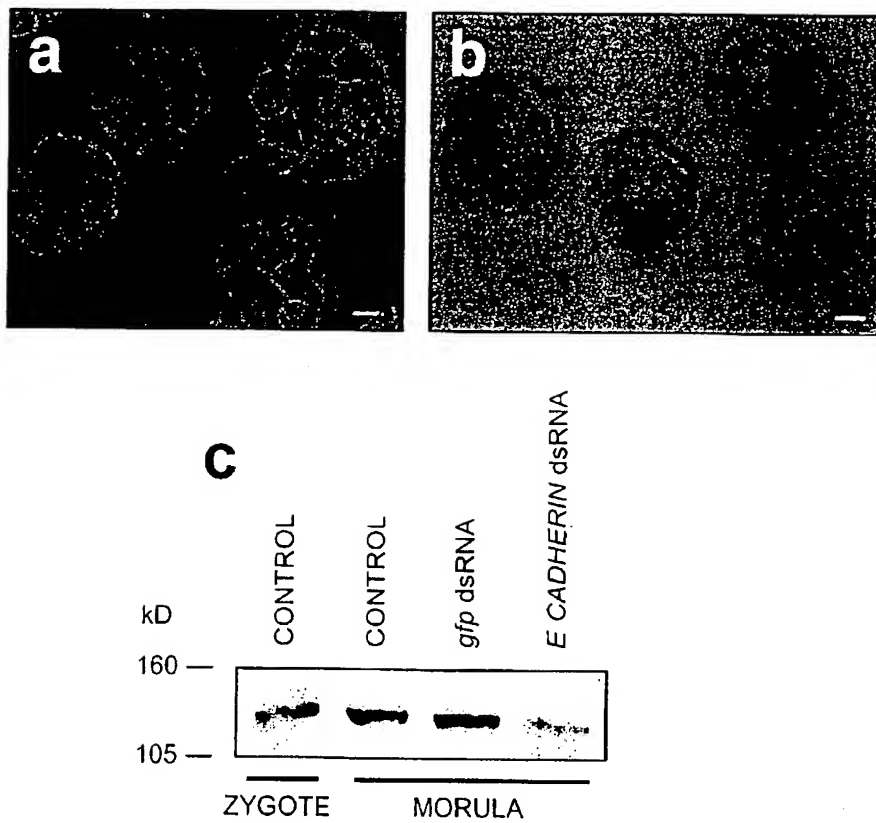 a
b
c
CONTROL
CONTROL
gfp dsRNA
E CADHERIN dsRNA
kD
160
105
ZYGOTE
MORULA